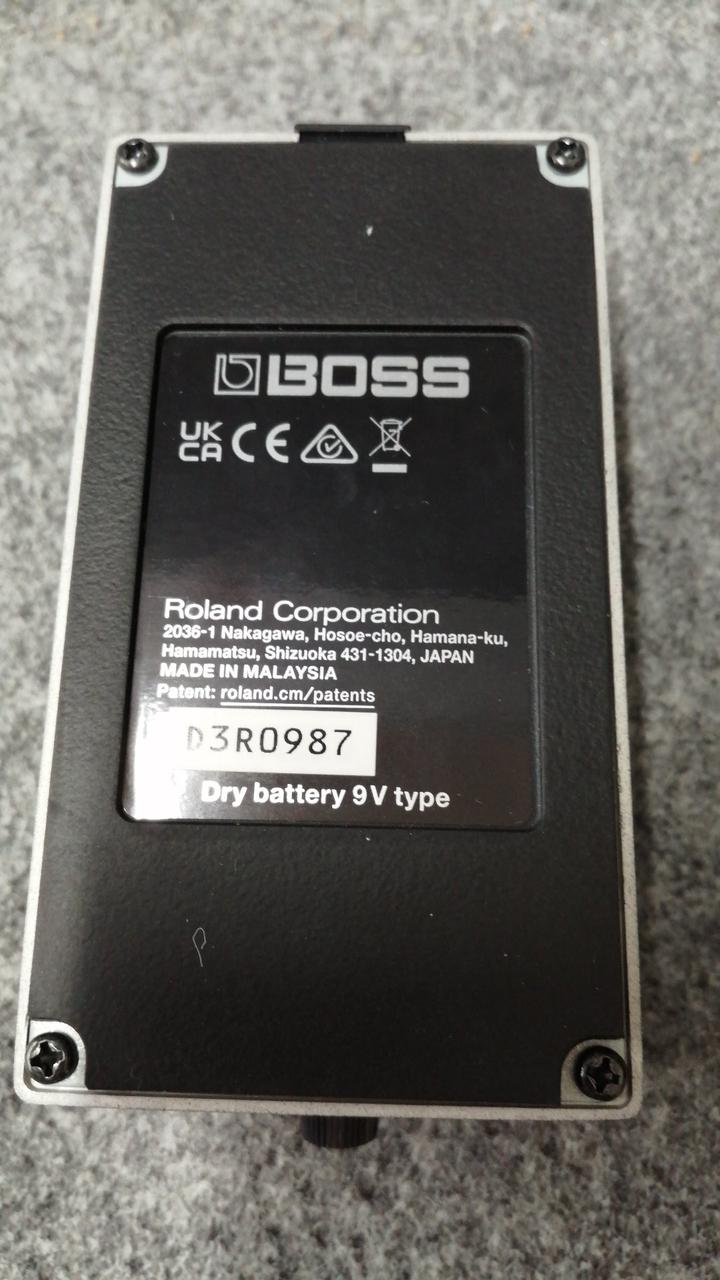 BOSS
UK
CA CE
Roland Corporation
2036-1 Nakagawa, Hosoe-cho, Hamana-ku,
Hamamatsu, Shizuoka 431-1304, JAPAN
MADE IN MALAYSIA
Patent: roland.cm/patents
D3R0987
Dry battery 9V type